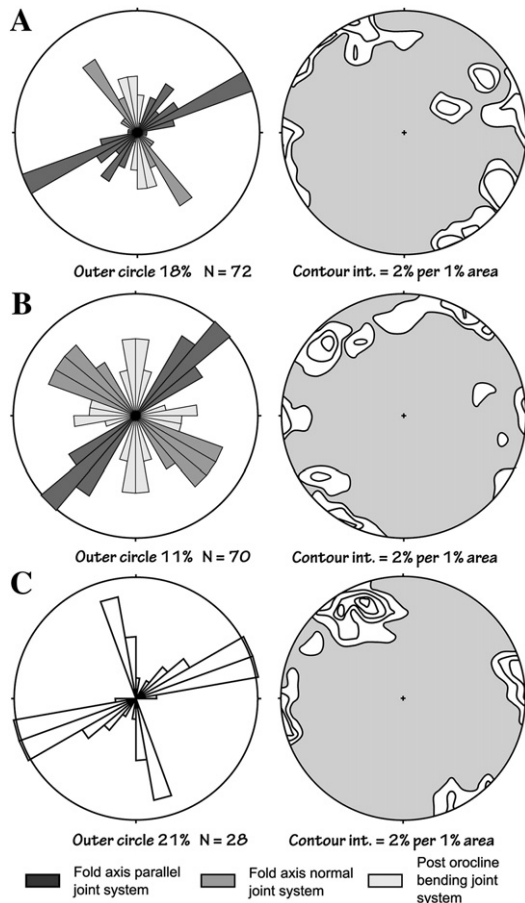 A
Outer circle 18% N = 72
Contour int. = 2% per 1% area
B
Outer circle 11% N = 70
Contour int. = 2% per 1% area
C
Outer circle 21% N = 28
Contour int. = 2% per 1% area
Fold axis parallel
joint system
Fold axis normal
joint system
Post orocline
bending joint
system